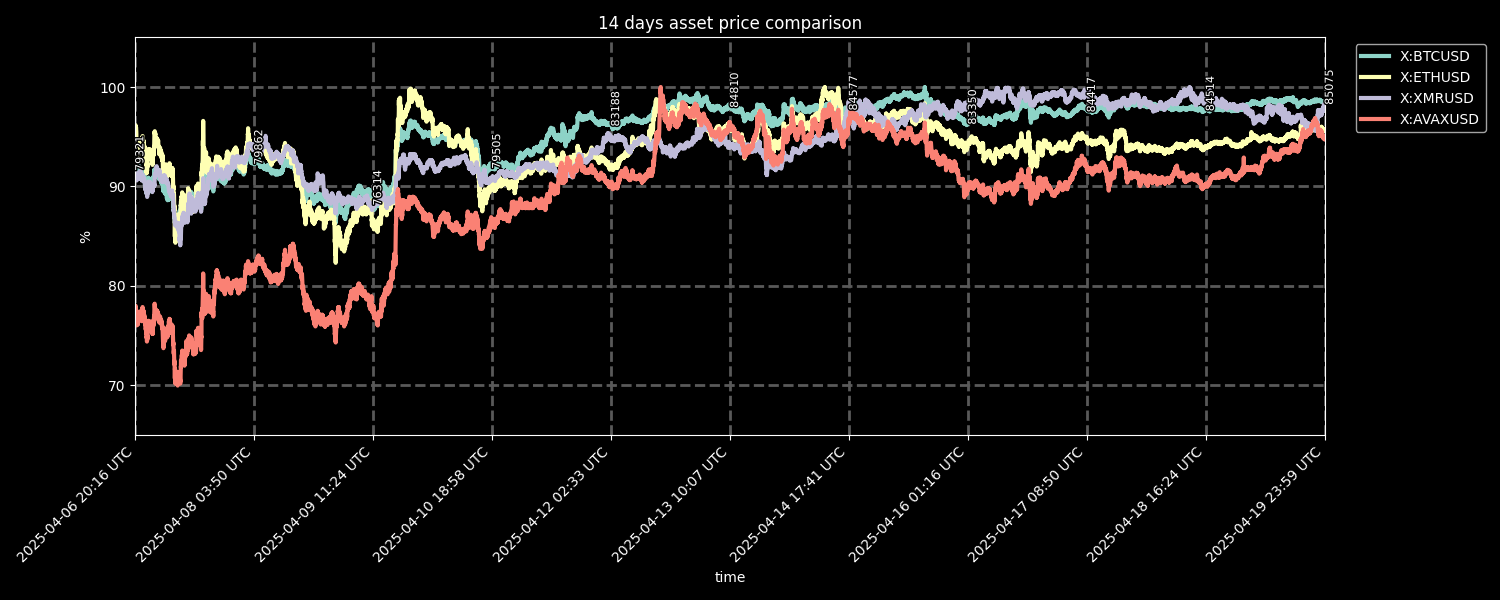 14 days asset price comparison
X:BTCUSD
X:ETHUSD
X:XMRUSD
X:AVAXUSD
100
90
80
70
%
79862
76314
79505
83188
84810
84577
83350
84417
84514
85075
2025-04-06 20:16 UTC
2025-04-08 03:50 UTC
2025-04-09 11:24 UTC
2025-04-10 18:58 UTC
2025-04-12 02:33 UTC
2025-04-13 10:07 UTC
2025-04-14 17:41 UTC
2025-04-16 01:16 UTC
2025-04-17 08:50 UTC
2025-04-18 16:24 UTC
2025-04-19 23:59 UTC
time